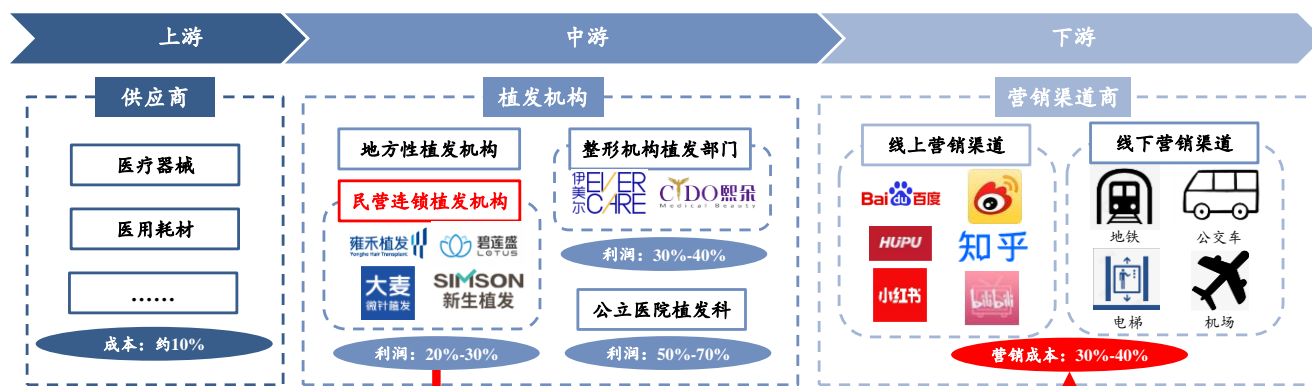 上游
中游
下游
供应商
医疗器械
医用耗材
……
成本：约10%
植发机构
地方性植发机构
民营连锁植发机构
雍禾植发
Yonghe Hair Transplant
碧莲盛
LOTUS
大麦
微针植发
SIMSON
新生植发
利润：20%-30%
整形机构植发部门
伊美尔
EVER
CARE
CYDO熙朵
Medical Beauty
利润：30%-40%
公立医院植发科
利润：50%-70%
营销渠道商
线上营销渠道
Bai du 百度
HUPU
知乎
小红书
bilibili
线下营销渠道
地铁
公交车
电梯
机场
营销成本：30%-40%